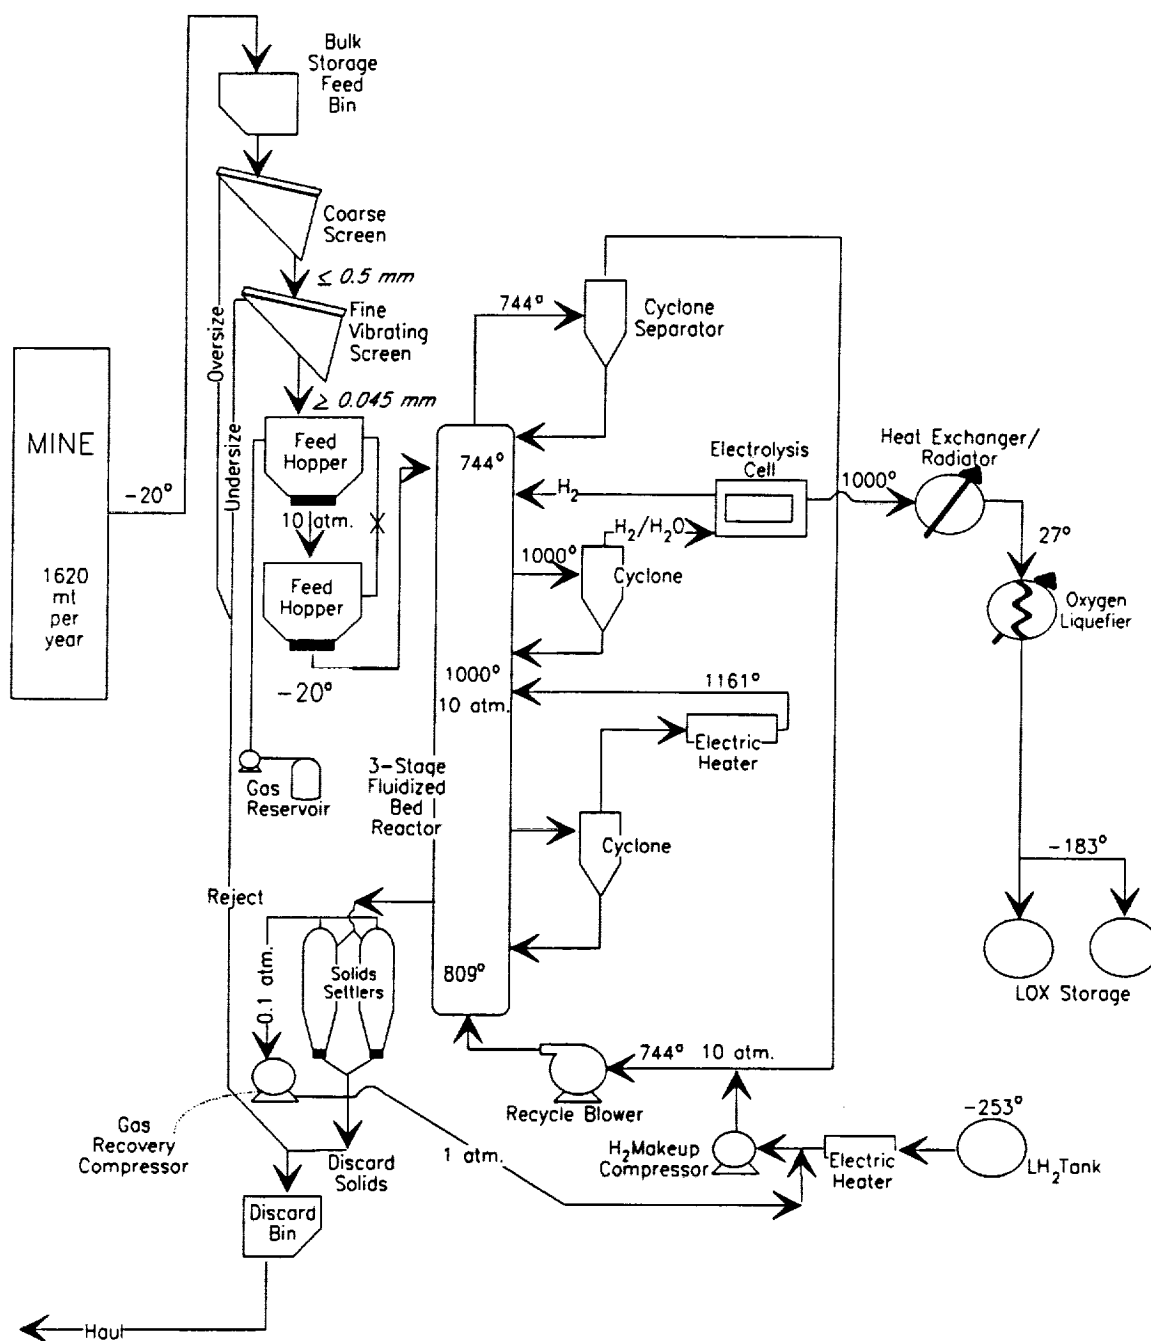 Bulk
Storage
Feed
Bin
Coarse
Screen
≤ 0.5 mm
Fine
Vibrating
Screen
≥ 0.045 mm
Oversize
Undersize
MINE
1620
mt
per
year
-20°
Feed
Hopper
10 atm.
Feed
Hopper
-20°
Gas
Reservoir
744°
Cyclone
Separator
744°
H₂
Electrolysis
Cell
H₂/H₂O
1000°
Cyclone
1000°
Heat Exchanger/
Radiator
27°
Oxygen
Liquefier
-183°
LOX Storage
1000°
10 atm.
1161°
Electric
Heater
3-Stage
Fluidized
Bed
Reactor
Cyclone
809°
Reject
0.1 atm.
Solids
Settlers
Gas
Recovery
Compressor
Discard
Solids
Discard
Bin
Haul
1 atm.
744° 10 atm.
Recycle Blower
H₂Makeup
Compressor
Electric
Heater
-253°
LH₂Tank